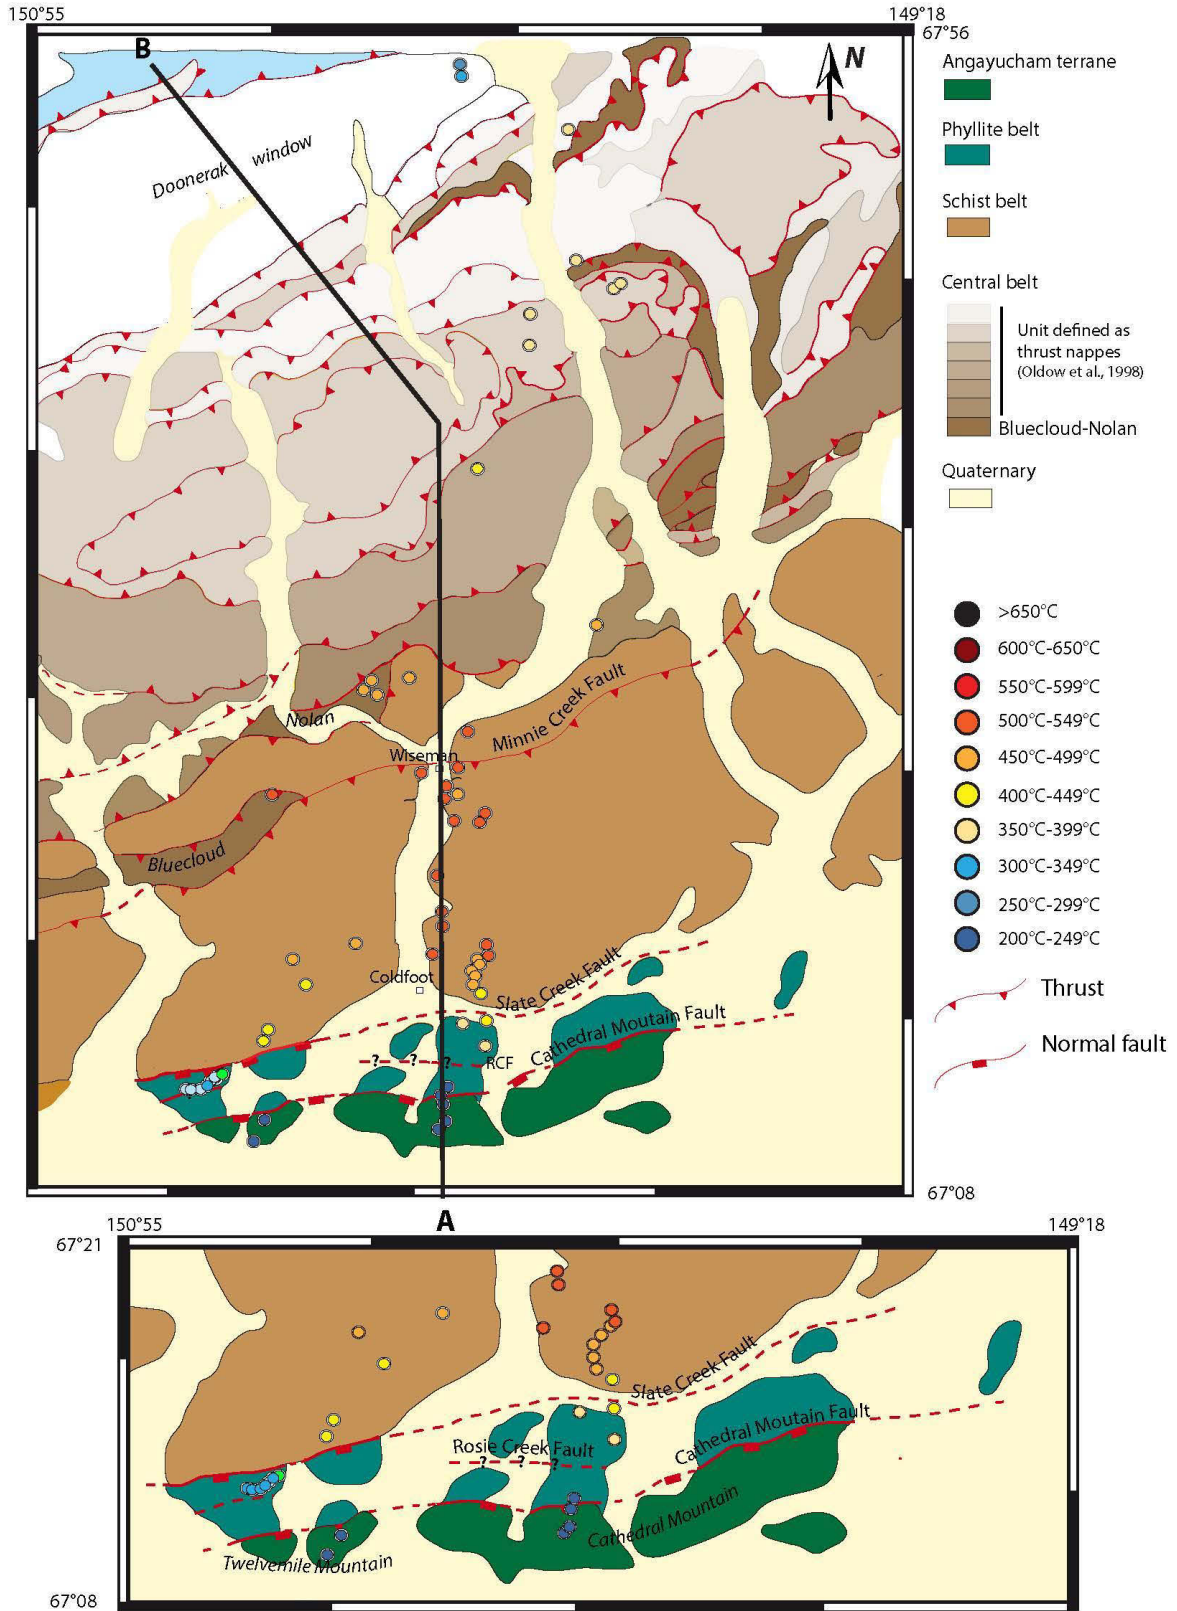 150°55
149°18
67°56
B
N
Doonerak window
Angayucham terrane
Phyllite belt
Schist belt
Central belt
Unit defined as
thrust nappes
(Oldow et al., 1998)
Bluecloud-Nolan
Quaternary
>650°C
600°C-650°C
550°C-599°C
500°C-549°C
450°C-499°C
400°C-449°C
350°C-399°C
300°C-349°C
250°C-299°C
200°C-249°C
Thrust
Normal fault
Nolan
Minnie Creek Fault
Wiseman
Bluecloud
Coldfoot
Slate Creek Fault
Cathedral Moutain Fault
? ? ?
RCF
67°08
A
150°55
149°18
67°21
Slate Creek Fault
Cathedral Moutain Fault
Rosie Creek Fault
? ? ?
Cathedral Mountain
Twelvemile Mountain
67°08